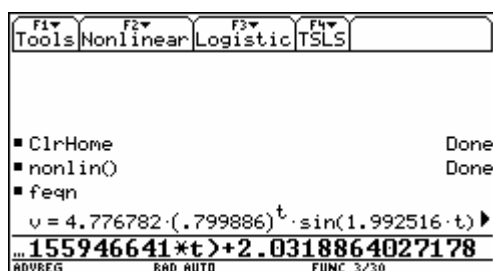 F1▼ Tools F2▼ Nonlinear F3▼ Logistic F4▼ TSLS
▪ ClrHome Done
▪ nonlin() Done
▪ feqn
v = 4.776782·(.799886)^t·sin(1.992516·t)▶
…155946641*t)+2.0318864027178
ADVREG RAD AUTO FUNC 3/30